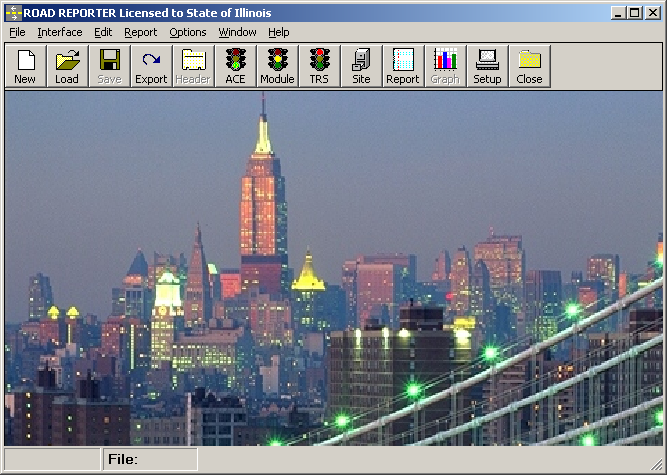 ROAD REPORTER Licensed to State of Illinois
File Interface Edit Report Options Window Help
New Load Save Export Header ACE Module TRS Site Report Graph Setup Close
File: